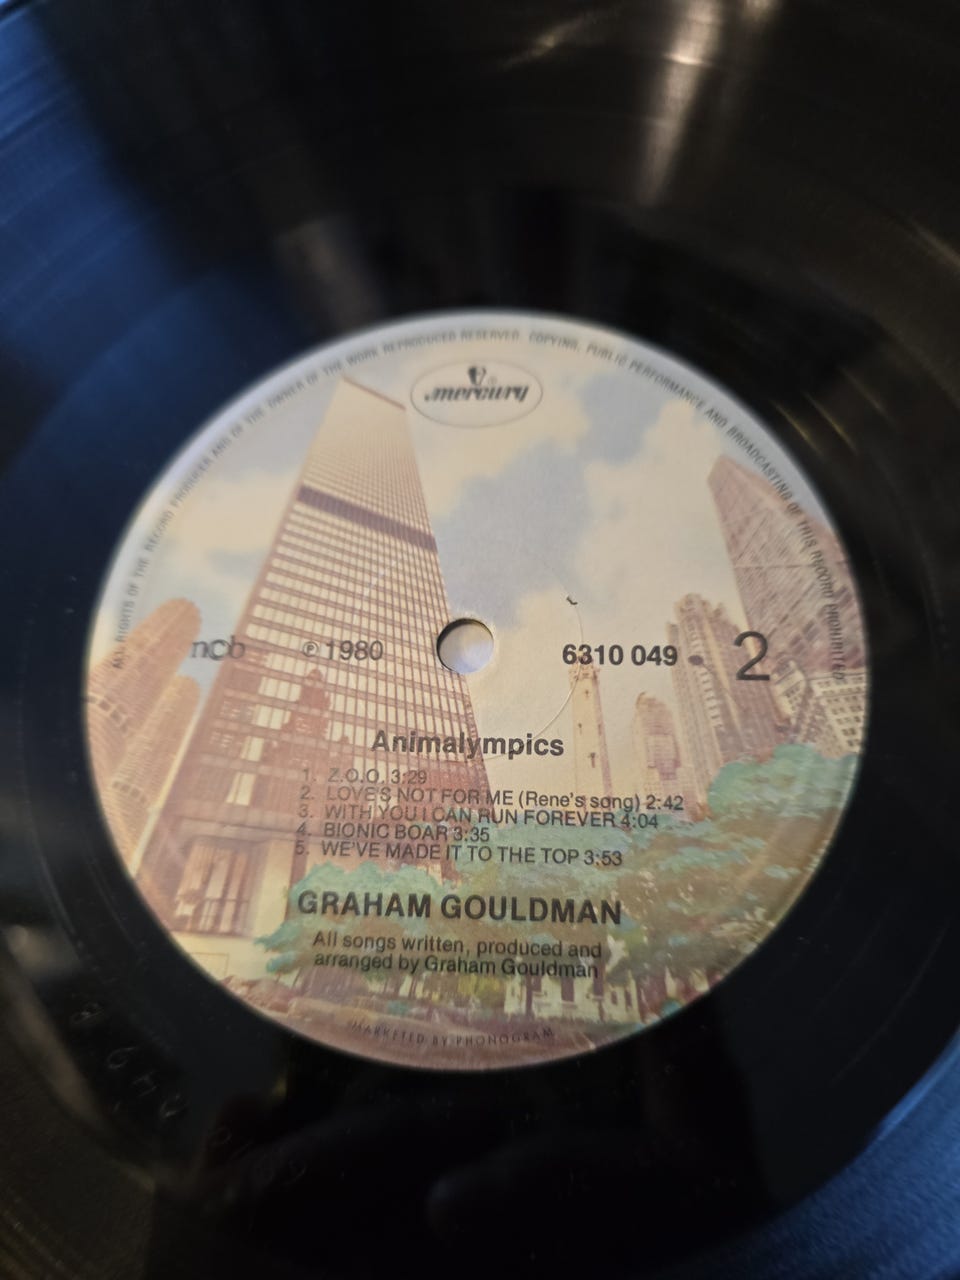 ALL RIGHTS OF THE RECORD PRODUCER AND OF THE OWNER OF THE WORK REPRODUCED RESERVED. COPYING, PUBLIC PERFORMANCE AND BROADCASTING OF THIS RECORD PROHIBITED
mercury
ncb ℗ 1980 6310 049 2
Animalympics
1. Z.O.O. 3:29
2. LOVE'S NOT FOR ME (Rene's song) 2:42
3. WITH YOU I CAN RUN FOREVER 4:04
4. BIONIC BOAR 3:35
5. WE'VE MADE IT TO THE TOP 3:53
GRAHAM GOULDMAN
All songs written, produced and
arranged by Graham Gouldman
MARKETED BY PHONOGRAM